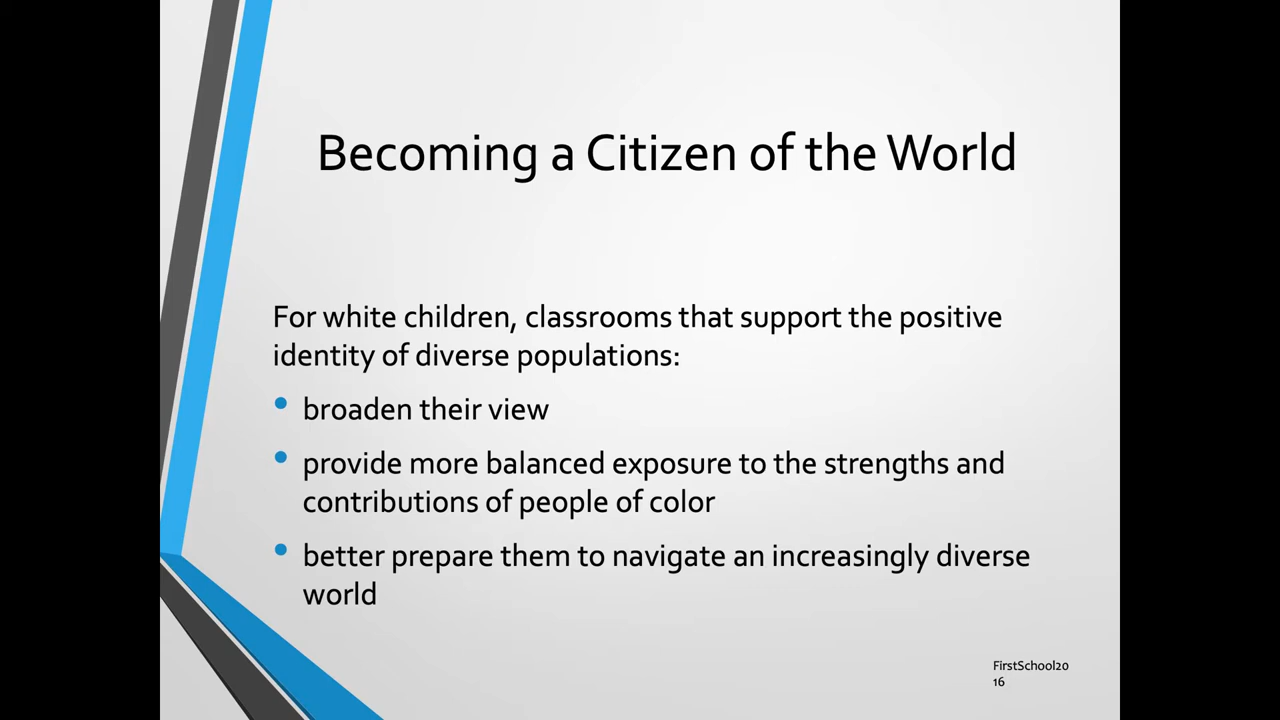 Becoming a Citizen of the World
For white children, classrooms that support the positive
identity of diverse populations:
• broaden their view
• provide more balanced exposure to the strengths and
contributions of people of color
• better prepare them to navigate an increasingly diverse
world
FirstSchool20
16